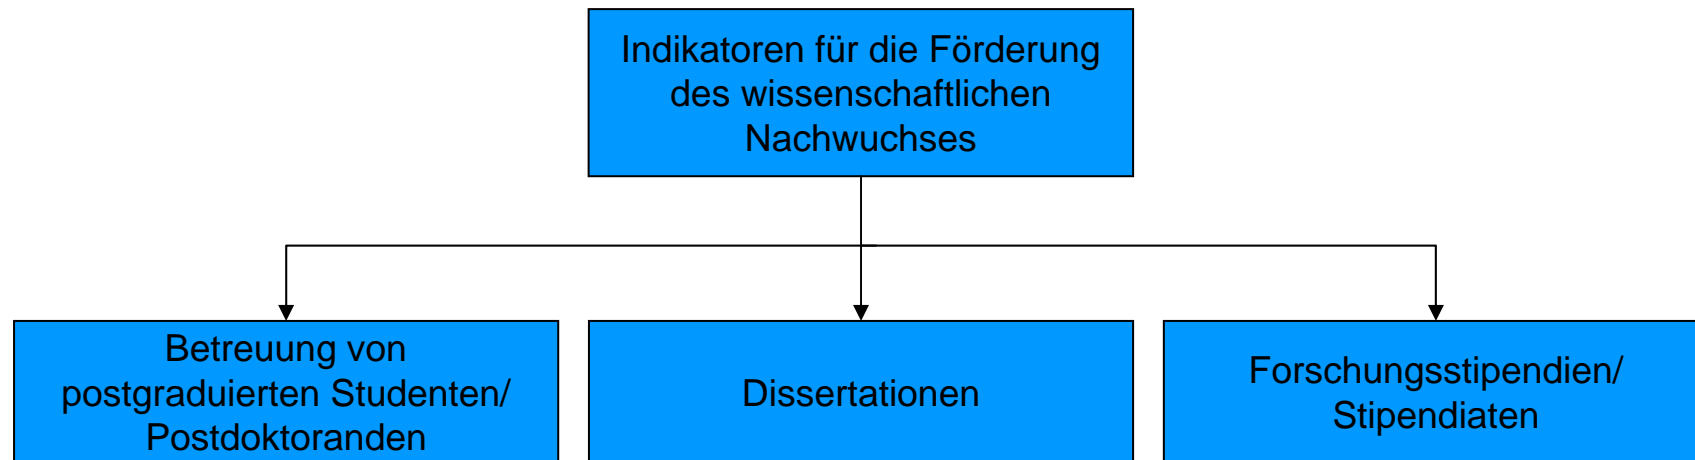 Indikatoren für die Förderung
des wissenschaftlichen
Nachwuchses
Betreuung von
postgraduierten Studenten/
Postdoktoranden
Dissertationen
Forschungsstipendien/
Stipendiaten